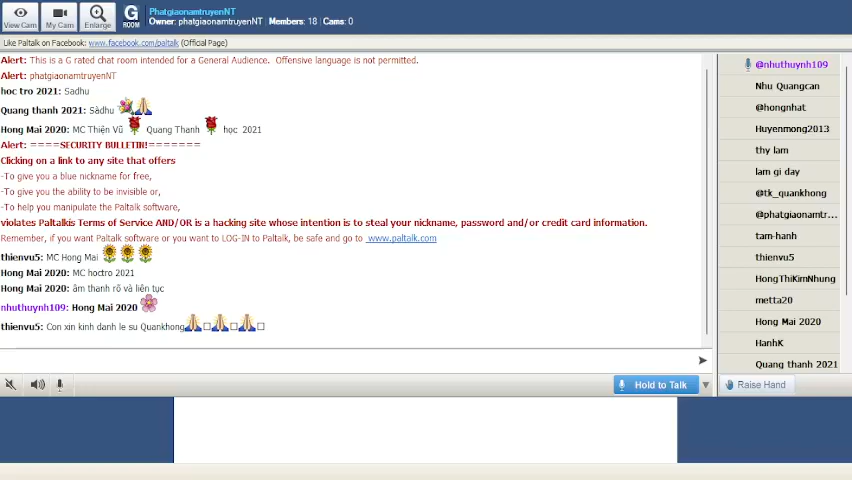 View Cam
My Cam
Enlarge
G
ROOM
PhatgiaonamtruyenNT
Owner: phatgiaonamtruyenNT | Members: 18 | Cams: 0
Like Paltalk on Facebook: www.facebook.com/paltalk (Official Page)
Alert: This is a G rated chat room intended for a General Audience. Offensive language is not permitted.
Alert: phatgiaonamtruyenNT
hoc tro 2021: Sadhu
Quang thanh 2021: Sādhu
Hong Mai 2020: MC Thiện Vũ Quang Thanh học 2021
Alert: ====SECURITY BULLETIN!=======
Clicking on a link to any site that offers
-To give you a blue nickname for free,
-To give you the ability to be invisible or,
-To help you manipulate the Paltalk software,
violates Paltalkís Terms of Service AND/OR is a hacking site whose intention is to steal your nickname, password and/or credit card information.
Remember, if you want Paltalk software or you want to LOG-IN to Paltalk, be safe and go to www.paltalk.com
thienvu5: MC Hong Mai
Hong Mai 2020: MC hoctro 2021
Hong Mai 2020: âm thanh rõ và liên tục
nhuthuynh109: Hong Mai 2020
thienvu5: Con xin kinh danh le su Quankhong
Hold to Talk
@nhuthuynh109
Nhu Quangcan
@hongnhat
Huyenmong2013
thy lam
lam gi day
@tk_quankhong
@phatgiaonamtr...
tam-hanh
thienvu5
HongThiKimNhung
metta20
Hong Mai 2020
HanhK
Quang thanh 2021
Raise Hand